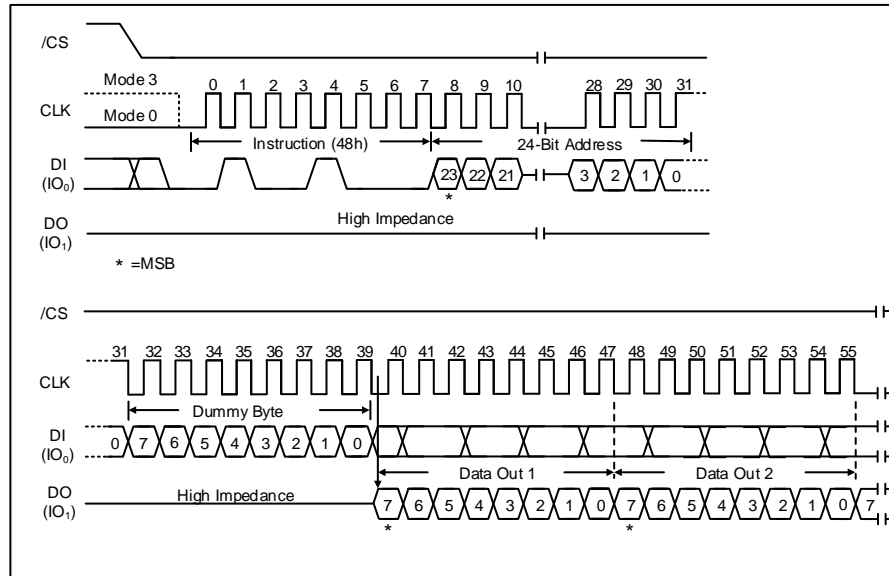 /CS
Mode 3
0 1 2 3 4 5 6 7 8 9 10 28 29 30 31
CLK
Mode 0
Instruction (48h) 24-Bit Address
DI
(IO0)
23 22 21 3 2 1 0
*
High Impedance
DO
(IO1)
* =MSB
/CS
31 32 33 34 35 36 37 38 39 40 41 42 43 44 45 46 47 48 49 50 51 52 53 54 55
CLK
Dummy Byte
DI
(IO0)
0 7 6 5 4 3 2 1 0
Data Out 1 Data Out 2
DO
(IO1)
High Impedance
7 6 5 4 3 2 1 0 7 6 5 4 3 2 1 0 7
* *